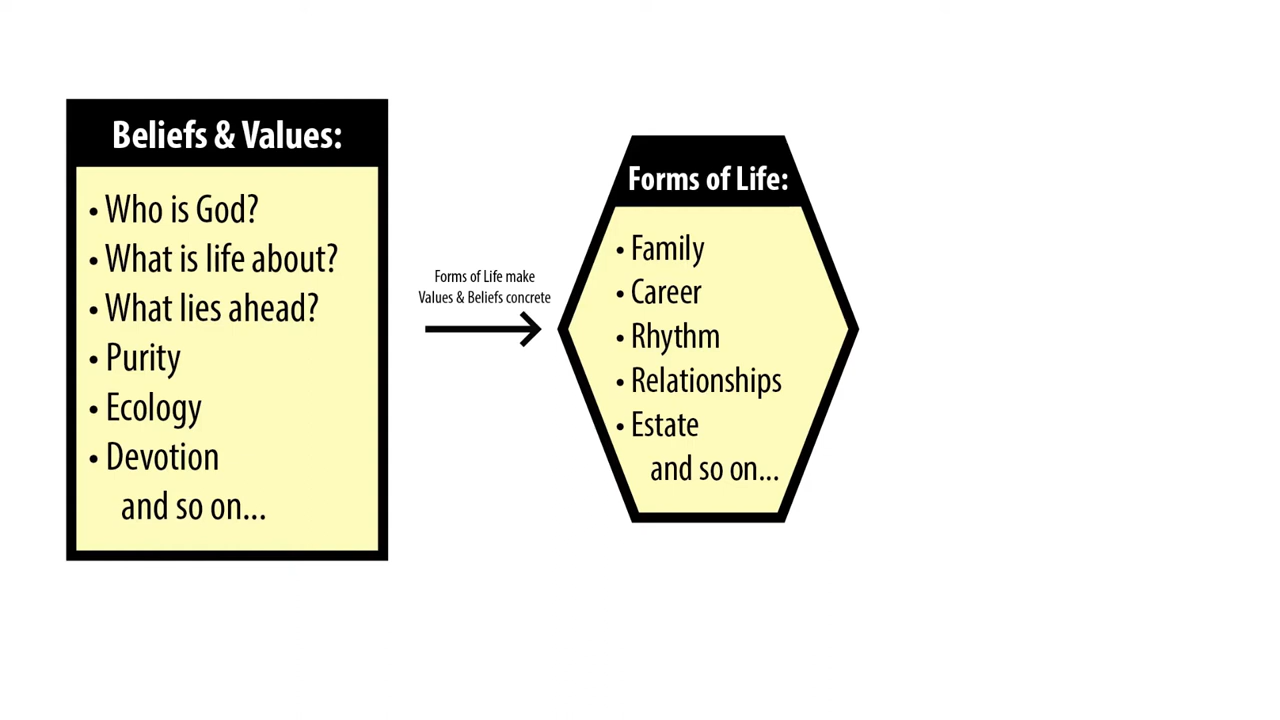 Beliefs & Values:
• Who is God?
• What is life about?
• What lies ahead?
• Purity
• Ecology
• Devotion
and so on...
Forms of Life make
Values & Beliefs concrete
Forms of Life:
• Family
• Career
• Rhythm
• Relationships
• Estate
and so on...